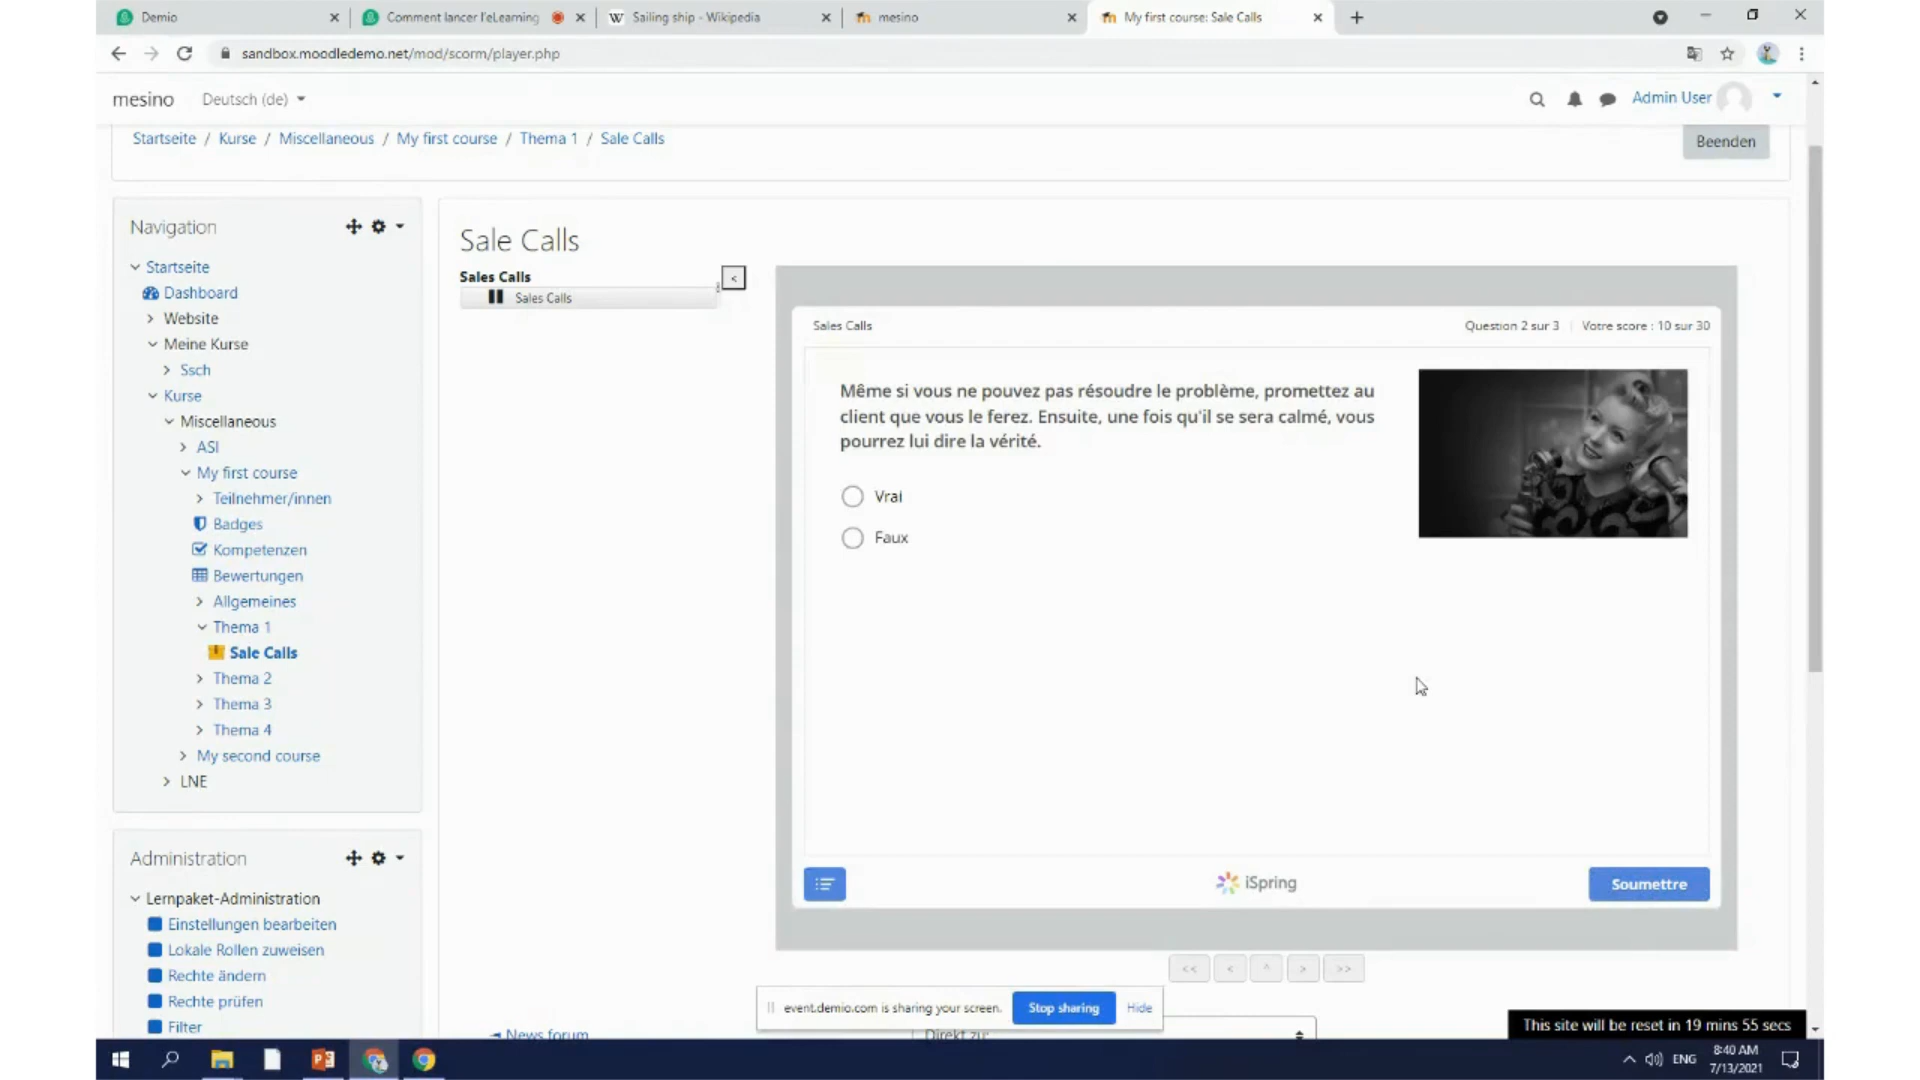 Demio
Comment lancer l'eLearning
Sailing ship - Wikipedia
mesino
My first course: Sale Calls
sandbox.moodledemo.net/mod/scorm/player.php
mesino
Deutsch (de)
Admin User
Startseite / Kurse / Miscellaneous / My first course / Thema 1 / Sale Calls
Beenden
Navigation
Startseite
Dashboard
Website
Meine Kurse
Ssch
Kurse
Miscellaneous
ASI
My first course
Teilnehmer/innen
Badges
Kompetenzen
Bewertungen
Allgemeines
Thema 1
Sale Calls
Thema 2
Thema 3
Thema 4
My second course
LNE
Administration
Lernpaket-Administration
Einstellungen bearbeiten
Lokale Rollen zuweisen
Rechte ändern
Rechte prüfen
Filter
Sale Calls
Sales Calls
<
Sales Calls
Sales Calls
Question 2 sur 3
Votre score : 10 sur 30
Même si vous ne pouvez pas résoudre le problème, promettez au
client que vous le ferez. Ensuite, une fois qu'il se sera calmé, vous
pourrez lui dire la vérité.
Vrai
Faux
iSpring
Soumettre
<< < ^ > >>
event.demio.com is sharing your screen.
Stop sharing
Hide
News forum
Direkt zu:
This site will be reset in 19 mins 55 secs
ENG
8:40 AM
7/13/2021